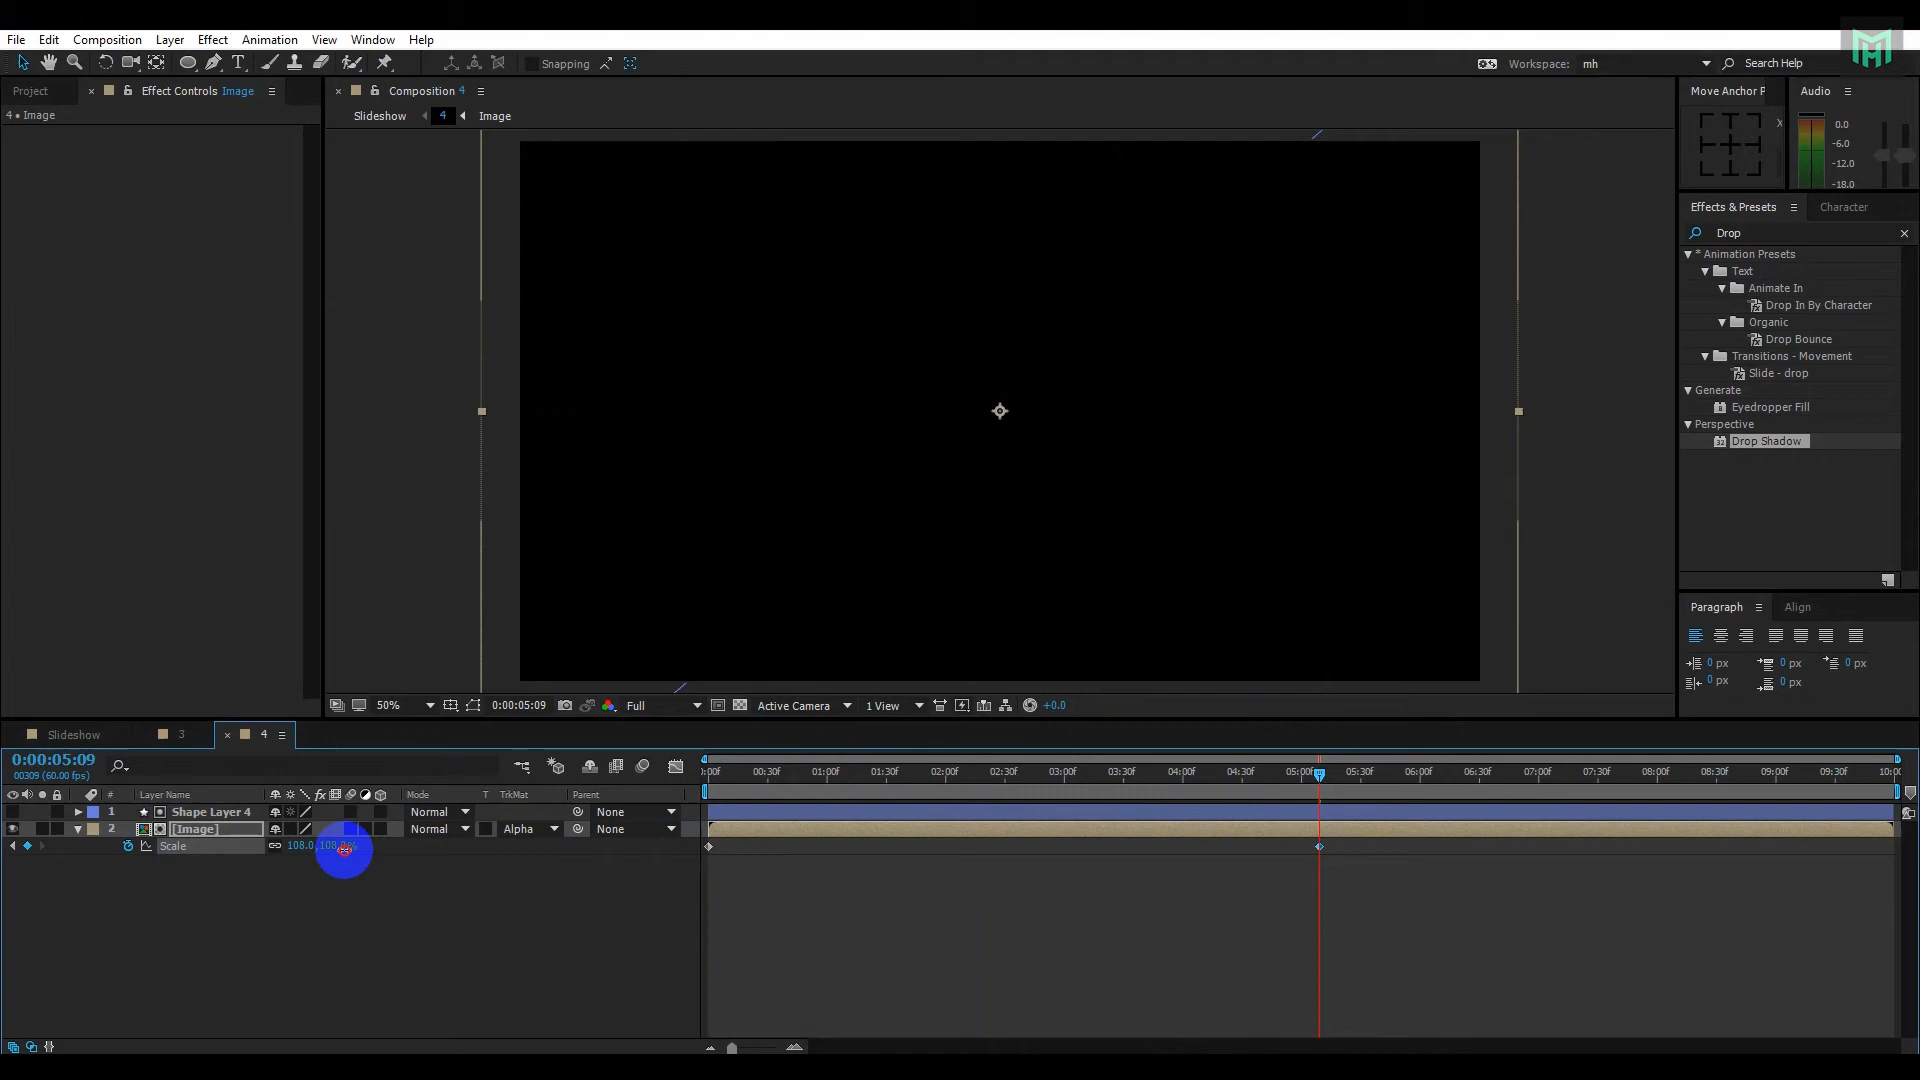 File Edit Composition Layer Effect Animation View Window Help
Snapping Workspace: mh Search Help
Project Effect Controls Image Composition 4 Audio
4 • Image
Slideshow 4 Image
0.0
-6.0
-12.0
-18.0
Effects & Presets Character
Drop
* Animation Presets
Text
Animate In
Drop In By Character
Organic
Drop Bounce
Transitions - Movement
Slide - drop
Generate
Eyedropper Fill
Perspective
Drop Shadow
Paragraph Align
0 px 0 px 0 px
0 px 0 px
50% 0:00:05:09 Full Active Camera 1 View +0.0
Slideshow 3 4
0:00:05:09
00309 (60.00 fps)
:00f 00:30f 01:00f 01:30f 02:00f 02:30f 03:00f 03:30f 04:00f 04:30f 05:00f 05:30f 06:00f 06:30f 07:00f 07:30f 08:00f 08:30f 09:00f 09:30f 10:00
# Layer Name Mode T TrkMat Parent
1 Shape Layer 4 Normal None
2 [Image] Normal Alpha None
Scale 108.0,